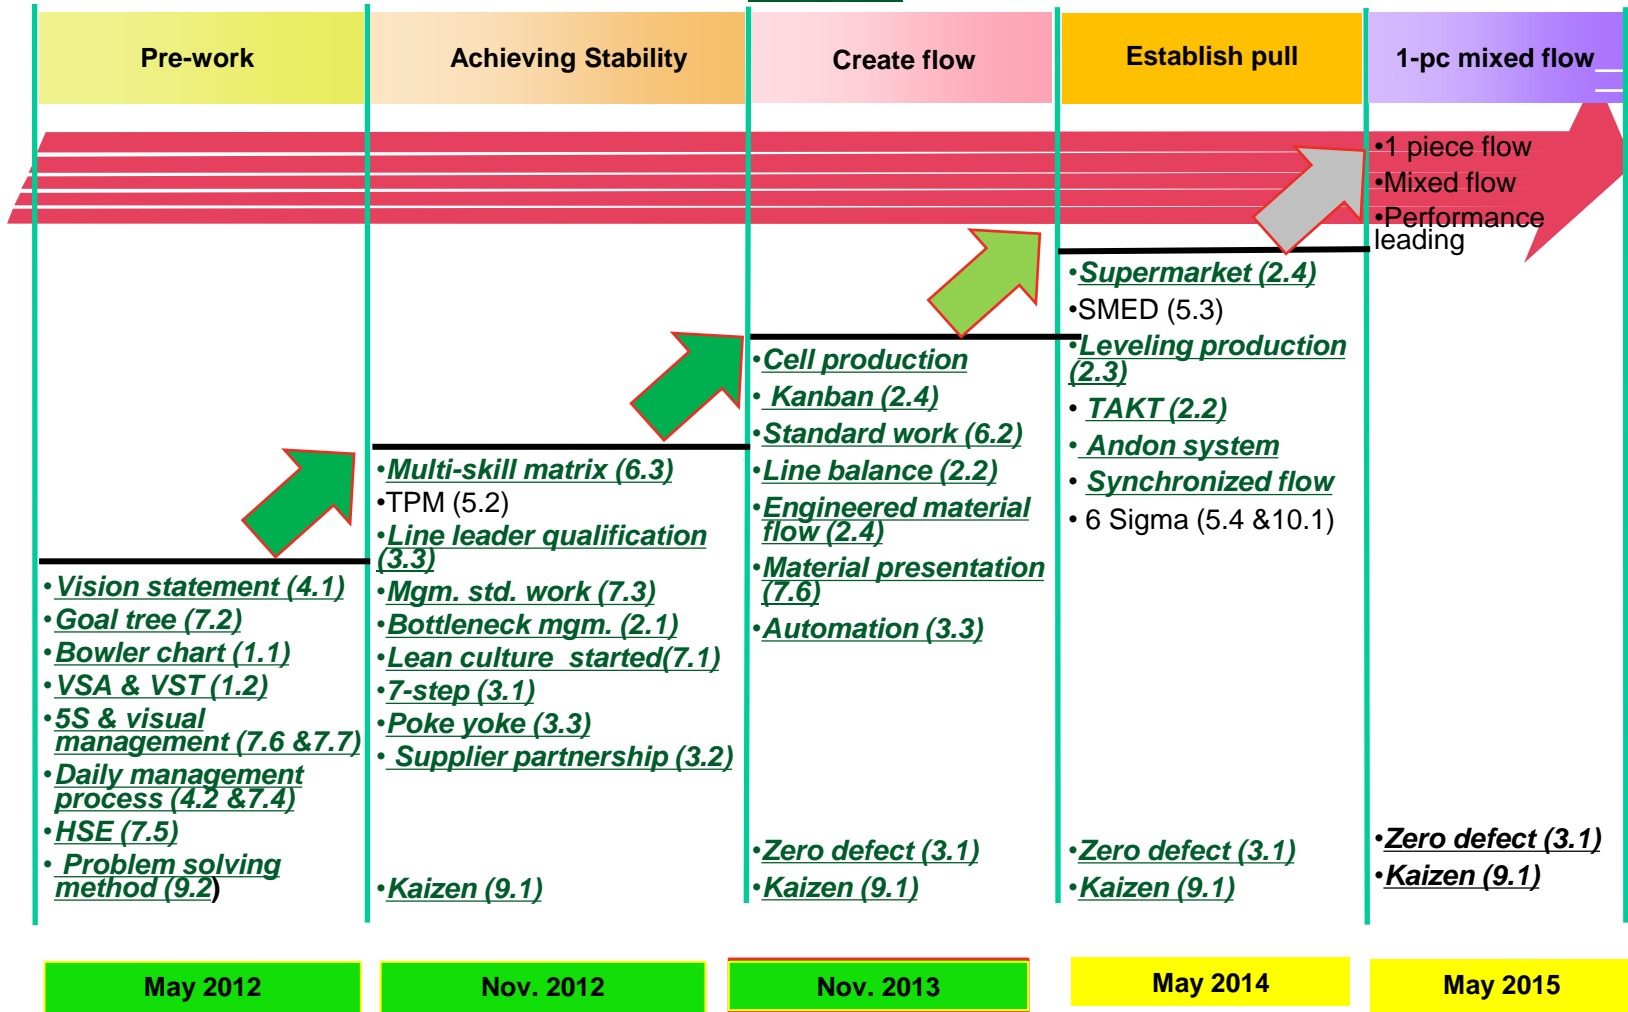 Pre-work
Achieving Stability
Create flow
Establish pull
1-pc mixed flow
•Vision statement (4.1)
•Goal tree (7.2)
•Bowler chart (1.1)
•VSA & VST (1.2)
•5S & visual
management (7.6 &7.7)
•Daily management
process (4.2 &7.4)
•HSE (7.5)
• Problem solving
method (9.2)
•Multi-skill matrix (6.3)
•TPM (5.2)
•Line leader qualification
(3.3)
•Mgm. std. work (7.3)
•Bottleneck mgm. (2.1)
•Lean culture  started(7.1)
•7-step (3.1)
•Poke yoke (3.3)
• Supplier partnership (3.2)
•Kaizen (9.1)
•Cell production
• Kanban (2.4)
•Standard work (6.2)
•Line balance (2.2)
•Engineered material
flow (2.4)
•Material presentation
(7.6)
•Automation (3.3)
•Zero defect (3.1)
•Kaizen (9.1)
•Supermarket (2.4)
•SMED (5.3)
•Leveling production
(2.3)
• TAKT (2.2)
• Andon system
• Synchronized flow
• 6 Sigma (5.4 &10.1)
•Zero defect (3.1)
•Kaizen (9.1)
•1 piece flow
•Mixed flow
•Performance
leading
•Zero defect (3.1)
•Kaizen (9.1)
May 2012
Nov. 2012
Nov. 2013
May 2014
May 2015